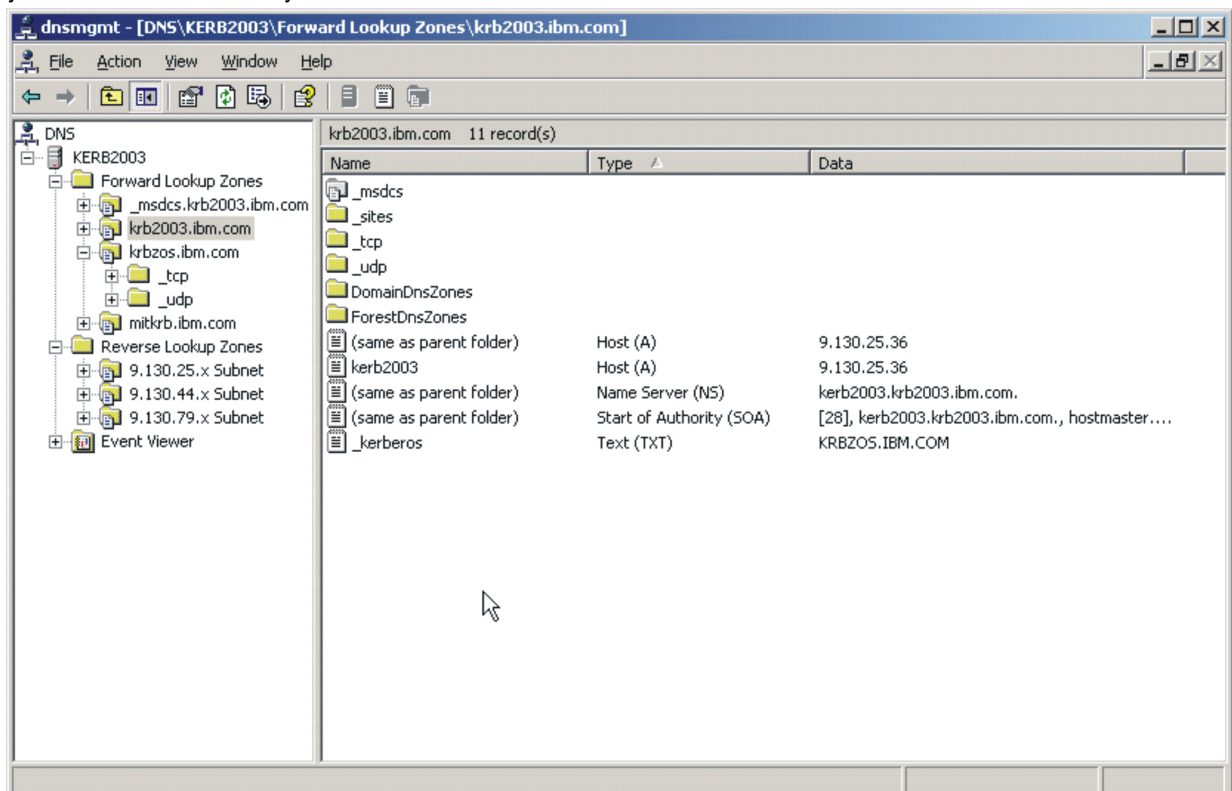 dnsmgmt - [DNS\KERB2003\Forward Lookup Zones\krb2003.ibm.com]
File Action View Window Help
DNS
KERB2003
Forward Lookup Zones
_msdcs.krb2003.ibm.com
krb2003.ibm.com
krbzos.ibm.com
_tcp
_udp
mitkrb.ibm.com
Reverse Lookup Zones
9.130.25.x Subnet
9.130.44.x Subnet
9.130.79.x Subnet
Event Viewer
krb2003.ibm.com 11 record(s)
Name Type Data
_msdcs
_sites
_tcp
_udp
DomainDnsZones
ForestDnsZones
(same as parent folder) Host (A) 9.130.25.36
kerb2003 Host (A) 9.130.25.36
(same as parent folder) Name Server (NS) kerb2003.krb2003.ibm.com.
(same as parent folder) Start of Authority (SOA) [28], kerb2003.krb2003.ibm.com., hostmaster....
_kerberos Text (TXT) KRBZOS.IBM.COM